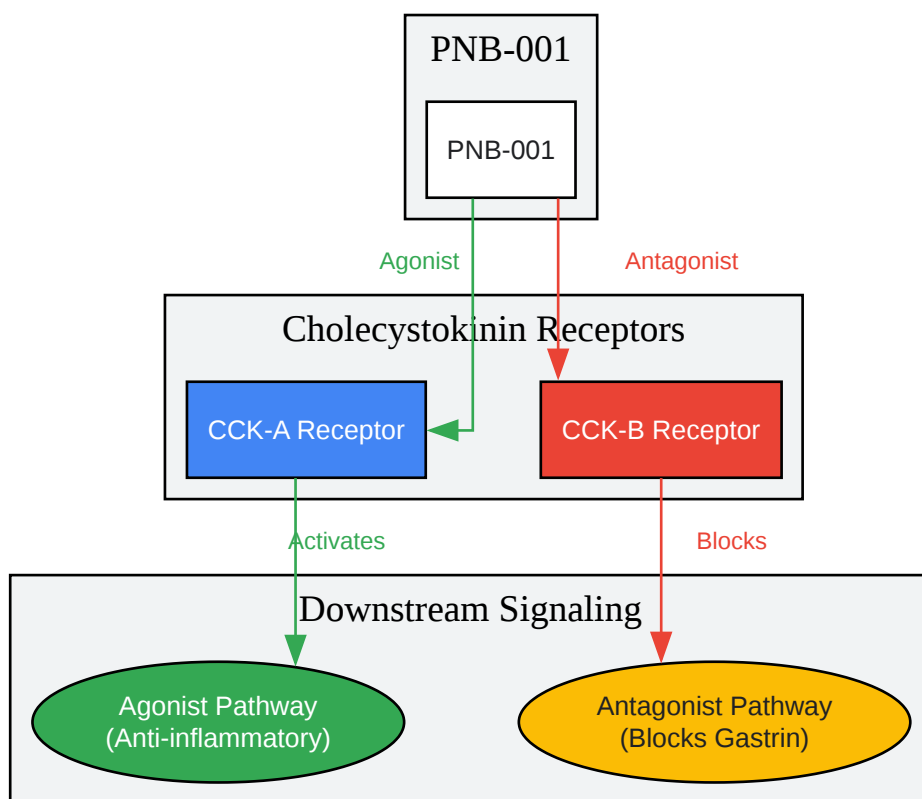 PNB-001
PNB-001
Agonist
Antagonist
Cholecystokinin Receptors
CCK-A Receptor
CCK-B Receptor
Activates
Blocks
Downstream Signaling
Agonist Pathway
(Anti-inflammatory)
Antagonist Pathway
(Blocks Gastrin)